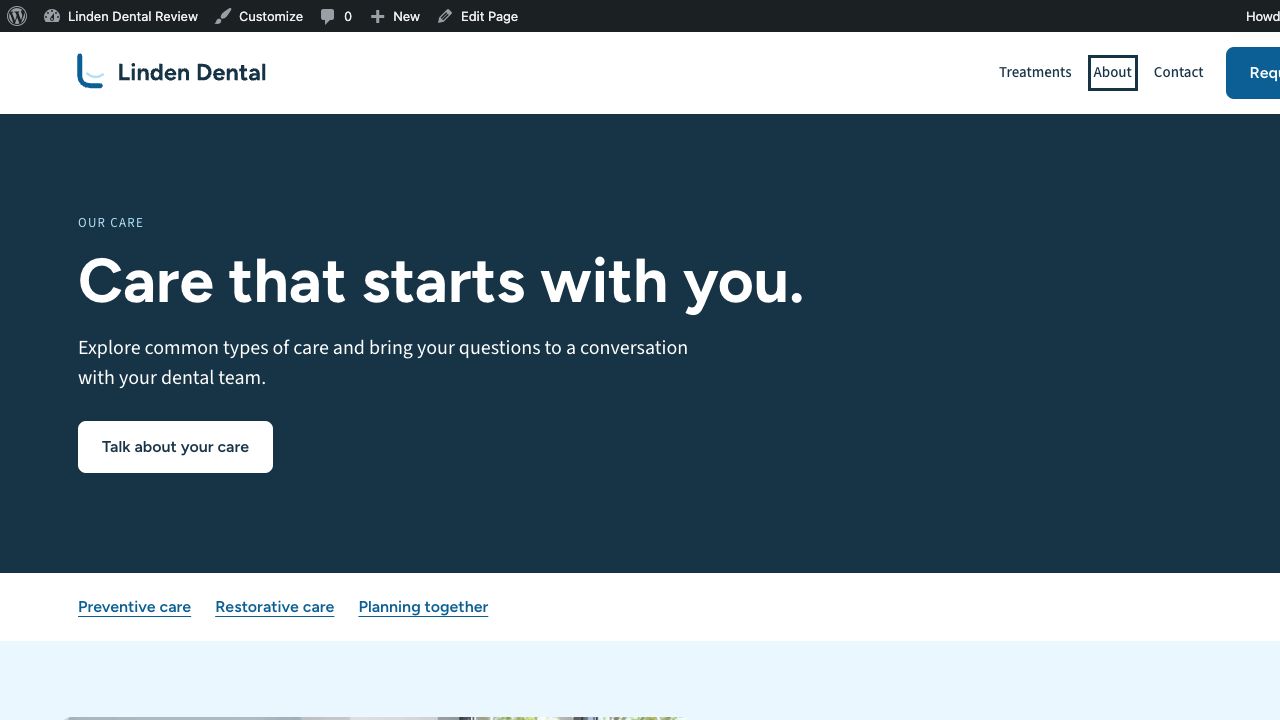 Linden Dental Review Customize 0 New Edit Page
Linden Dental
Treatments About Contact
OUR CARE
Care that starts with you.
Explore common types of care and bring your questions to a conversation
with your dental team.
Talk about your care
Preventive care Restorative care Planning together